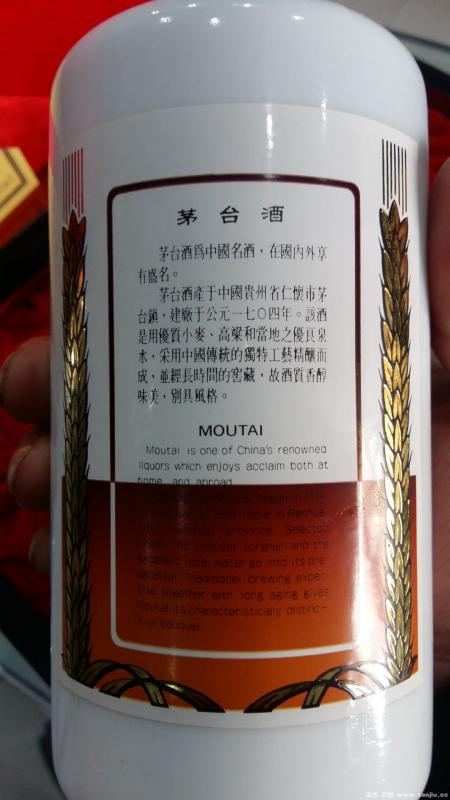 茅台酒
茅台酒爲中國名酒，在國内外享
有盛名。
茅台酒產于中國貴州省仁懷市茅
台鎮，建廠于公元一七〇四年。該酒
是用優質小麥、高粱和當地之優良泉
水，采用中國傳統的獨特工藝精釀而
成，並經長時間的窖藏，故酒質香醇
味美，別具風格。
MOUTAI
Moutai is one of China's renowned
liquors which enjoys acclaim both at
home and abroad
began in
name in Renhuai
province. Selected
the choicest sorghum and the
excellent local water go into its pre-
paration. Traditional brewing exper-
tise together with long aging gives
Moutai its characteristically distinc-
tive bouquet.
www.taojiu.cc